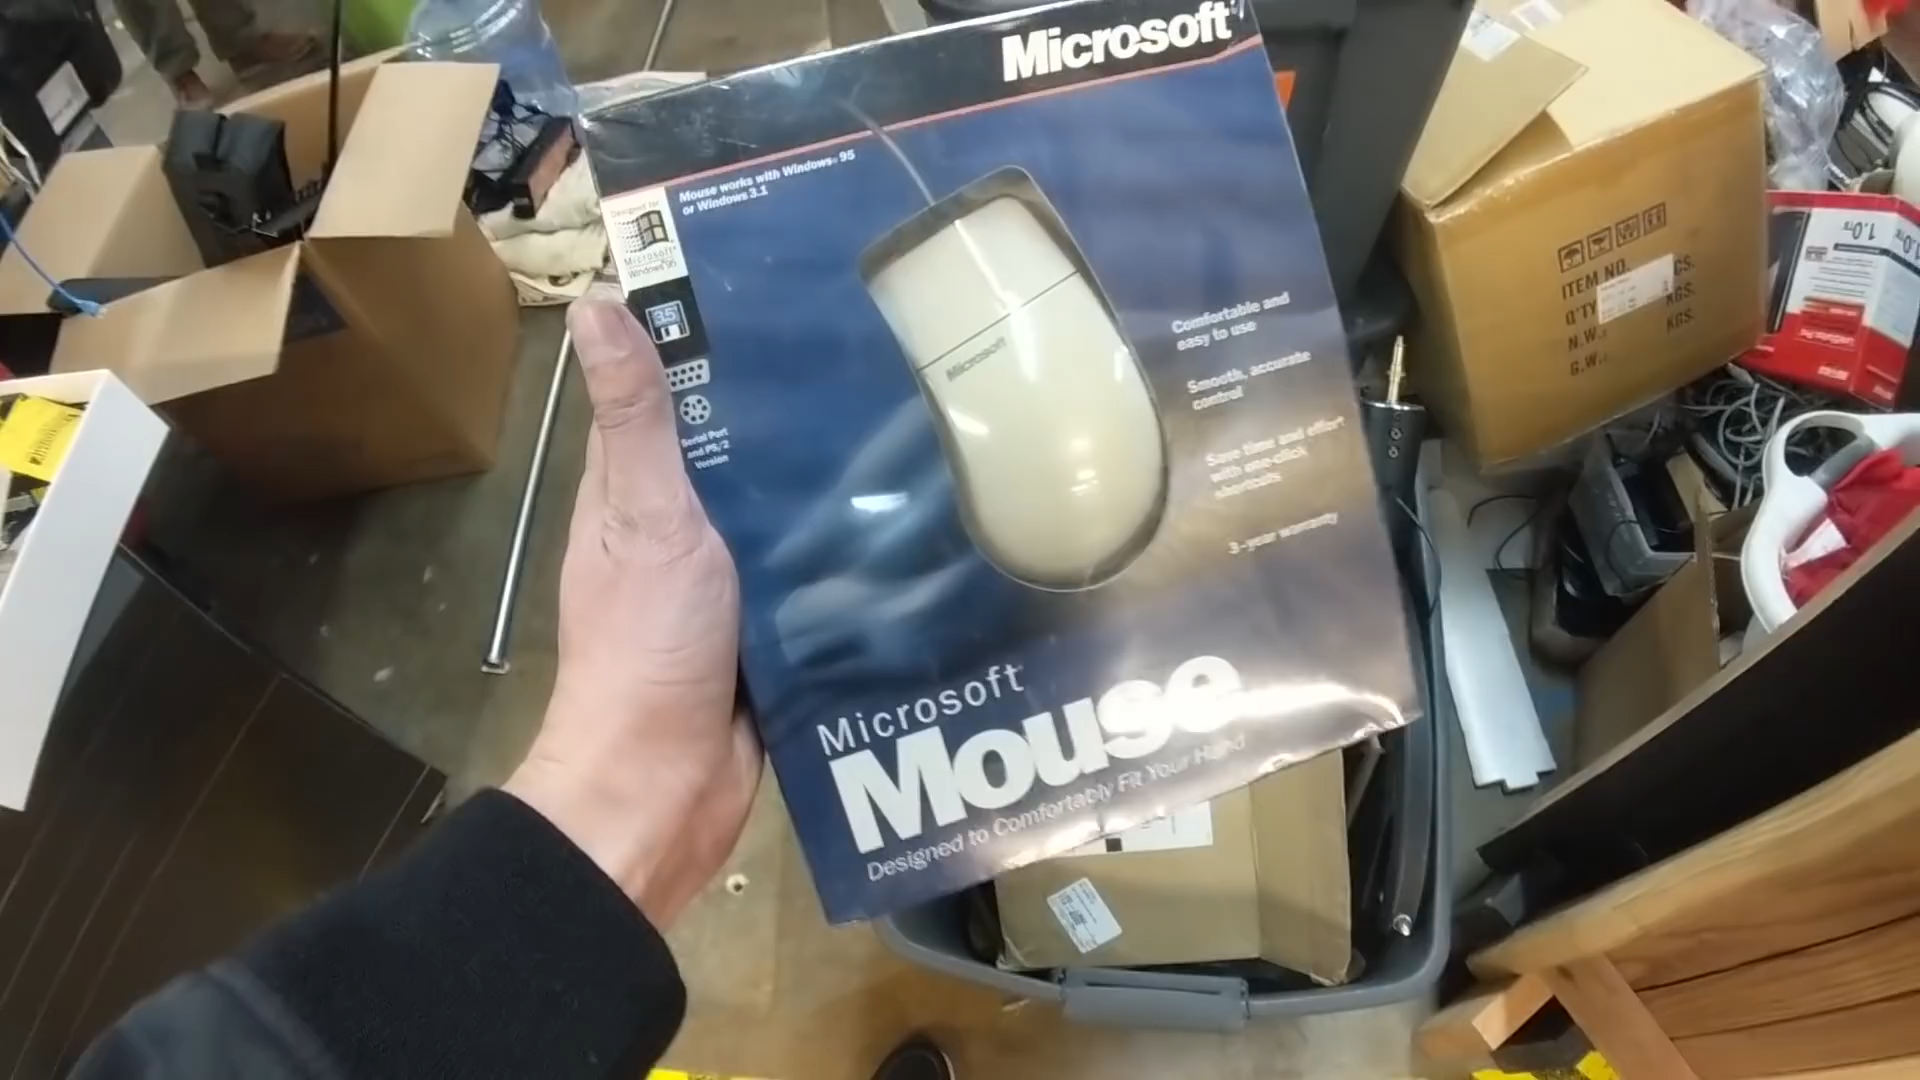 Microsoft
Mouse works with Windows 95
or Windows 3.1
Designed for
Microsoft
Windows 95
3.5"
Serial Port
and PS/2
Version
Microsoft
Comfortable and
easy to use
Smooth, accurate
control
Save time and effort
with one-click
shortcuts
3-year warranty
Microsoft
Mouse
Designed to Comfortably Fit Your Hand
ITEM NO.
Q'TY
KGS.
N.W.:
KGS.
G.W.:
1.0TB
1.0